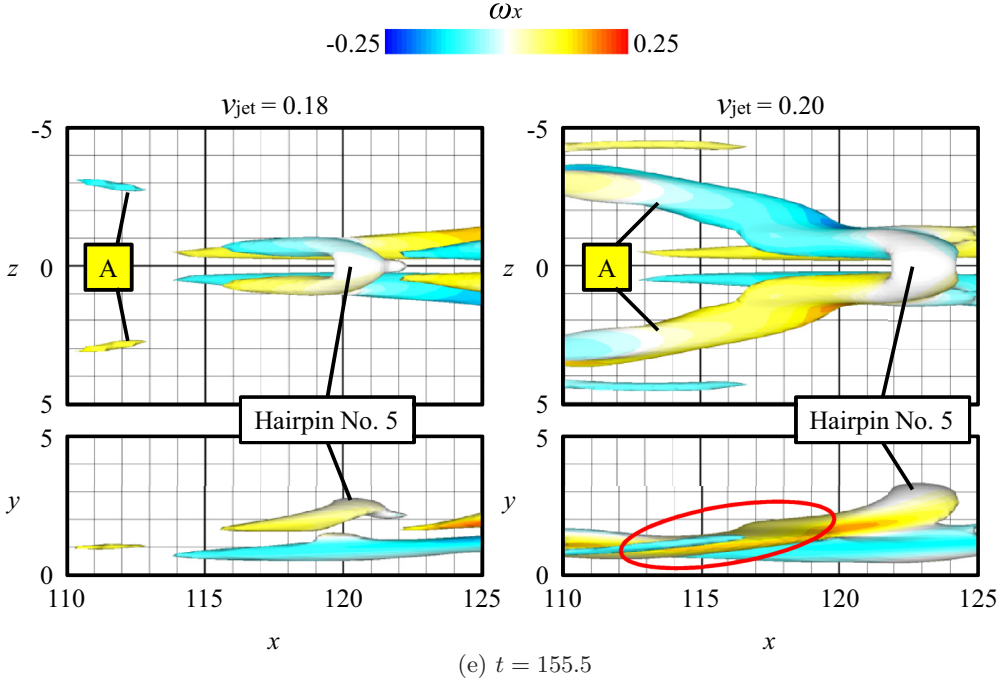 ωx
-0.25 0.25
vjet = 0.18 vjet = 0.20
-5 -5
A A
z 0 z 0
5 5
Hairpin No. 5 Hairpin No. 5
5 5
y y
0 0
110 115 120 125 110 115 120 125
x x
(e) t = 155.5